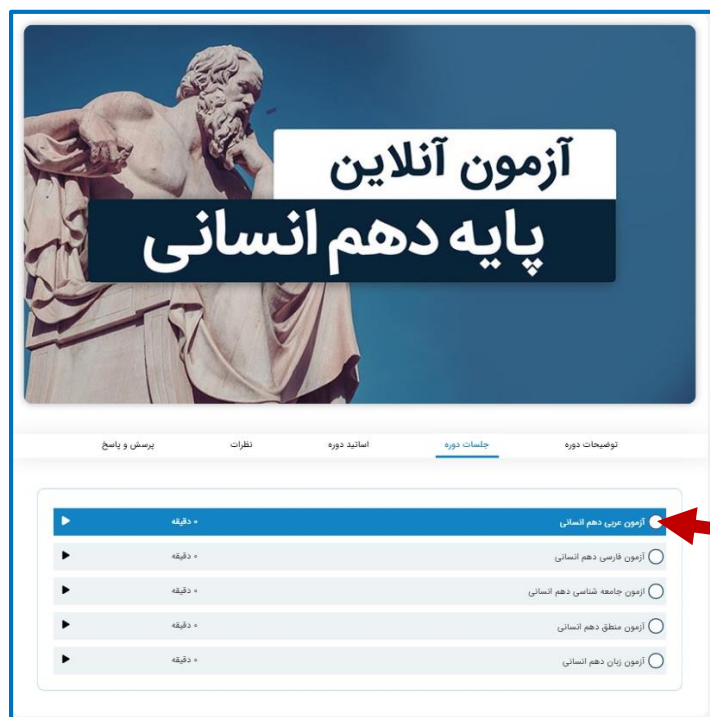 آزمون آنلاین
پایه دهم انسانی
توضیحات دوره جلسات دوره اساتید دوره نظرات پرسش و پاسخ
آزمون عربی دهم انسانی ۰ دقیقه
آزمون فارسی دهم انسانی ۰ دقیقه
ازمون جامعه شناسی دهم انسانی ۰ دقیقه
آزمون منطق دهم انسانی ۰ دقیقه
آزمون زبان دهم انسانی ۰ دقیقه